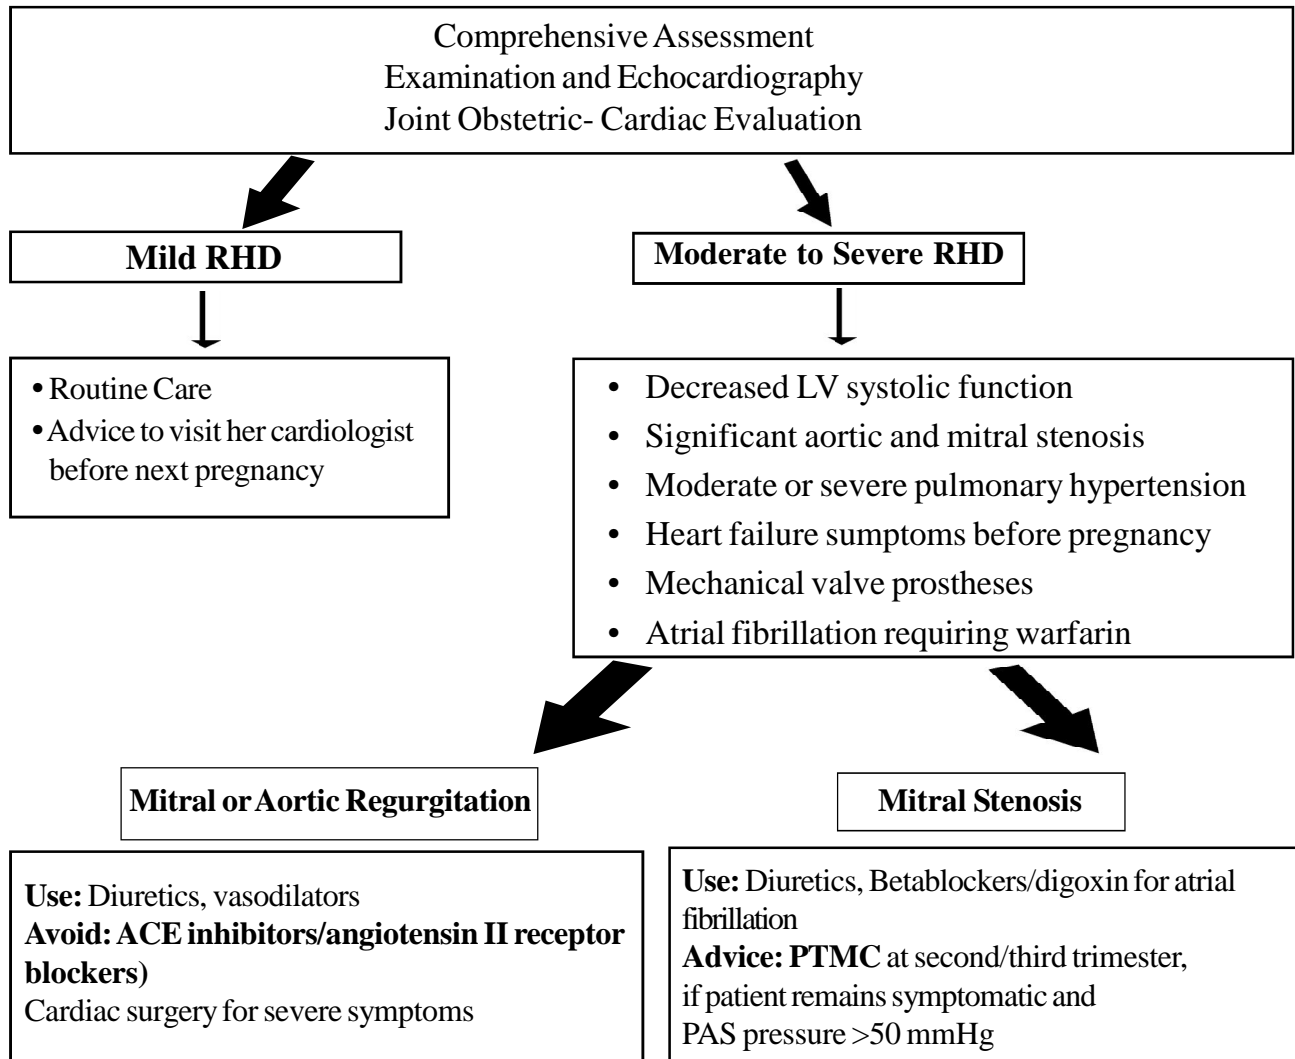 Comprehensive Assessment
Examination and Echocardiography
Joint Obstetric- Cardiac Evaluation
Mild RHD
Moderate to Severe RHD
• Routine Care
• Advice to visit her cardiologist
before next pregnancy
• Decreased LV systolic function
• Significant aortic and mitral stenosis
• Moderate or severe pulmonary hypertension
• Heart failure sumptoms before pregnancy
• Mechanical valve prostheses
• Atrial fibrillation requiring warfarin
Mitral or Aortic Regurgitation
Mitral Stenosis
Use: Diuretics, vasodilators
Avoid: ACE inhibitors/angiotensin II receptor
blockers)
Cardiac surgery for severe symptoms
Use: Diuretics, Betablockers/digoxin for atrial
fibrillation
Advice: PTMC at second/third trimester,
if patient remains symptomatic and
PAS pressure >50 mmHg